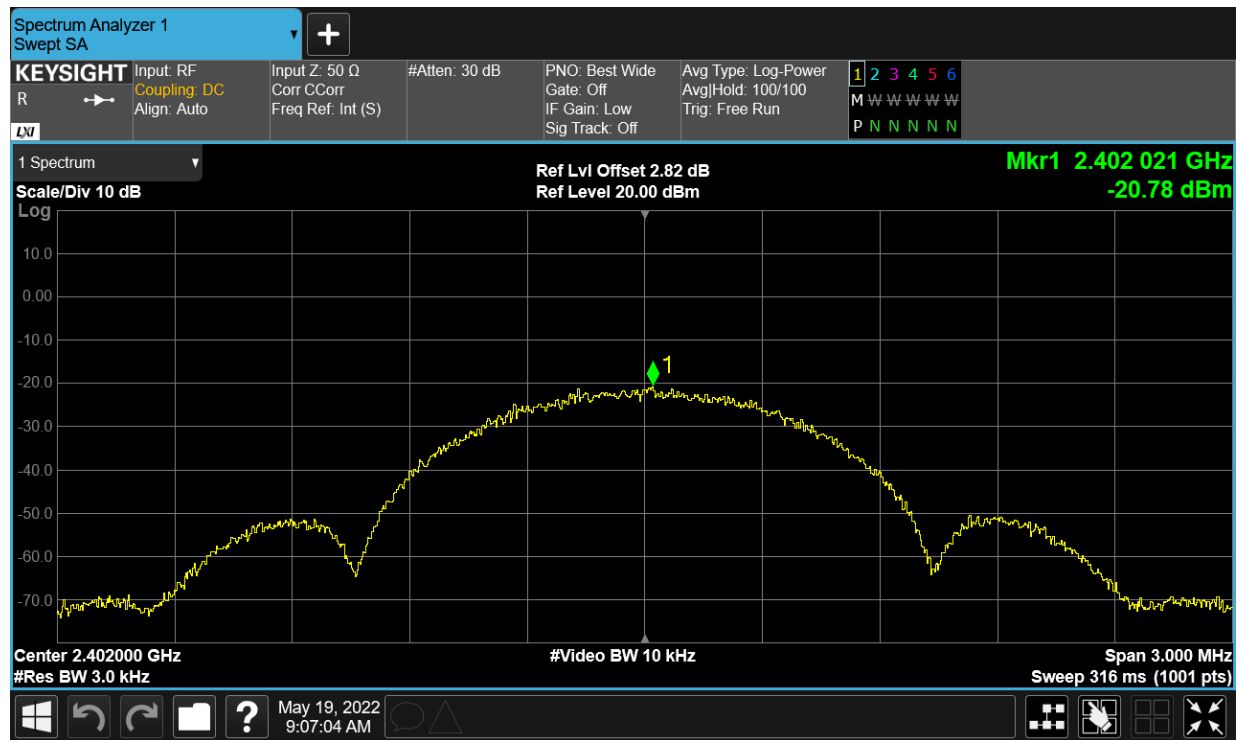 Spectrum Analyzer 1
Swept SA
+
KEYSIGHT
R
LXI
Input: RF
Coupling: DC
Align: Auto
Input Z: 50 Ω
Corr CCorr
Freq Ref: Int (S)
#Atten: 30 dB
PNO: Best Wide
Gate: Off
IF Gain: Low
Sig Track: Off
Avg Type: Log-Power
Avg|Hold: 100/100
Trig: Free Run
1 2 3 4 5 6
M W W W W W W
P N N N N N N
1 Spectrum
Scale/Div 10 dB
Log
Ref Lvl Offset 2.82 dB
Ref Level 20.00 dBm
Mkr1 2.402 021 GHz
-20.78 dBm
10.0
0.00
-10.0
-20.0
-30.0
-40.0
-50.0
-60.0
-70.0
1
Center 2.402000 GHz
#Res BW 3.0 kHz
#Video BW 10 kHz
Span 3.000 MHz
Sweep 316 ms (1001 pts)
?
May 19, 2022
9:07:04 AM